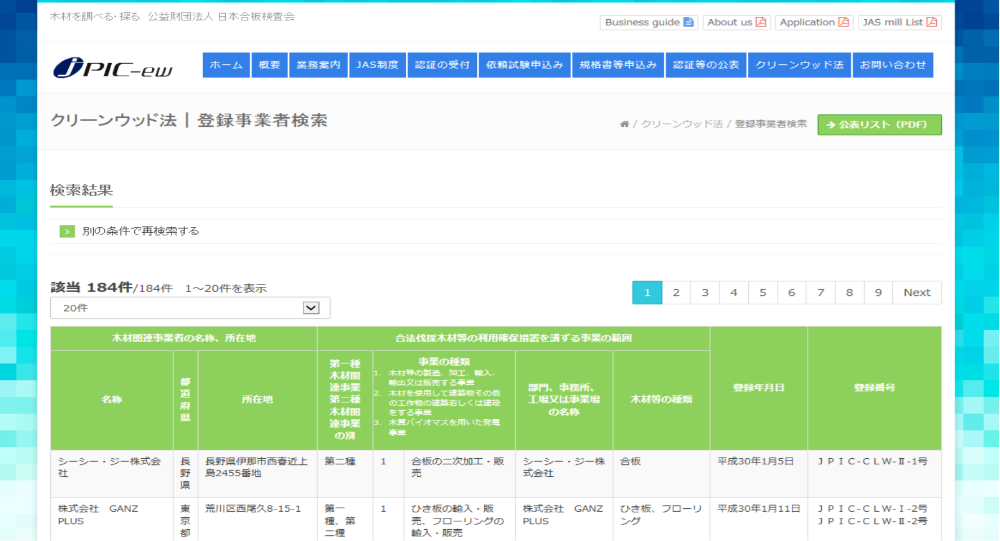 木材を調べる・探る　公益財団法人 日本合板検査会
Business guide
About us
Application
JAS mill List
JPIC-ew
ホーム
概要
業務案内
JAS制度
認証の受付
依頼試験申込み
規格書等申込み
認証等の公表
クリーンウッド法
お問い合わせ
クリーンウッド法｜登録事業者検索
/ クリーンウッド法 / 登録事業者検索
公表リスト（PDF）
検索結果
別の条件で再検索する
該当 184件/184件　1～20件を表示
20件
1 2 3 4 5 6 7 8 9 Next
木材関連事業者の名称、所在地
合法伐採木材等の利用確保措置を講ずる事業の範囲
名称
都
道
府
県
所在地
第一種
木材関
連事業
第二種
木材関
連事業
の別
事業の種類
1. 木材等の製造、加工、輸入、
輸出又は販売する事業
2. 木材を使用して建築物その他
の工作物の建築若しくは建設
をする事業
3. 木質バイオマスを用いた発電
事業
部門、事務所、
工場又は事業場
の名称
木材等の種類
登録年月日
登録番号
シーシー・ジー株式会
社
長
野
県
長野県伊那市西春近上
島2455番地
第二種
1
合板の二次加工・販
売
シーシー・ジー株
式会社
合板
平成30年1月5日
ＪＰＩＣ-ＣＬＷ-Ⅱ-1号
株式会社　GANZ
PLUS
東
京
都
荒川区西尾久8-15-1
第一
種、第
二種
1
ひき板の輸入・販
売、フローリングの
輸入・販売
株式会社　GANZ
PLUS
ひき板、フローリ
ング
平成30年1月11日
ＪＰＩＣ-ＣＬＷ-Ⅰ-2号
ＪＰＩＣ-ＣＬＷ-Ⅱ-2号